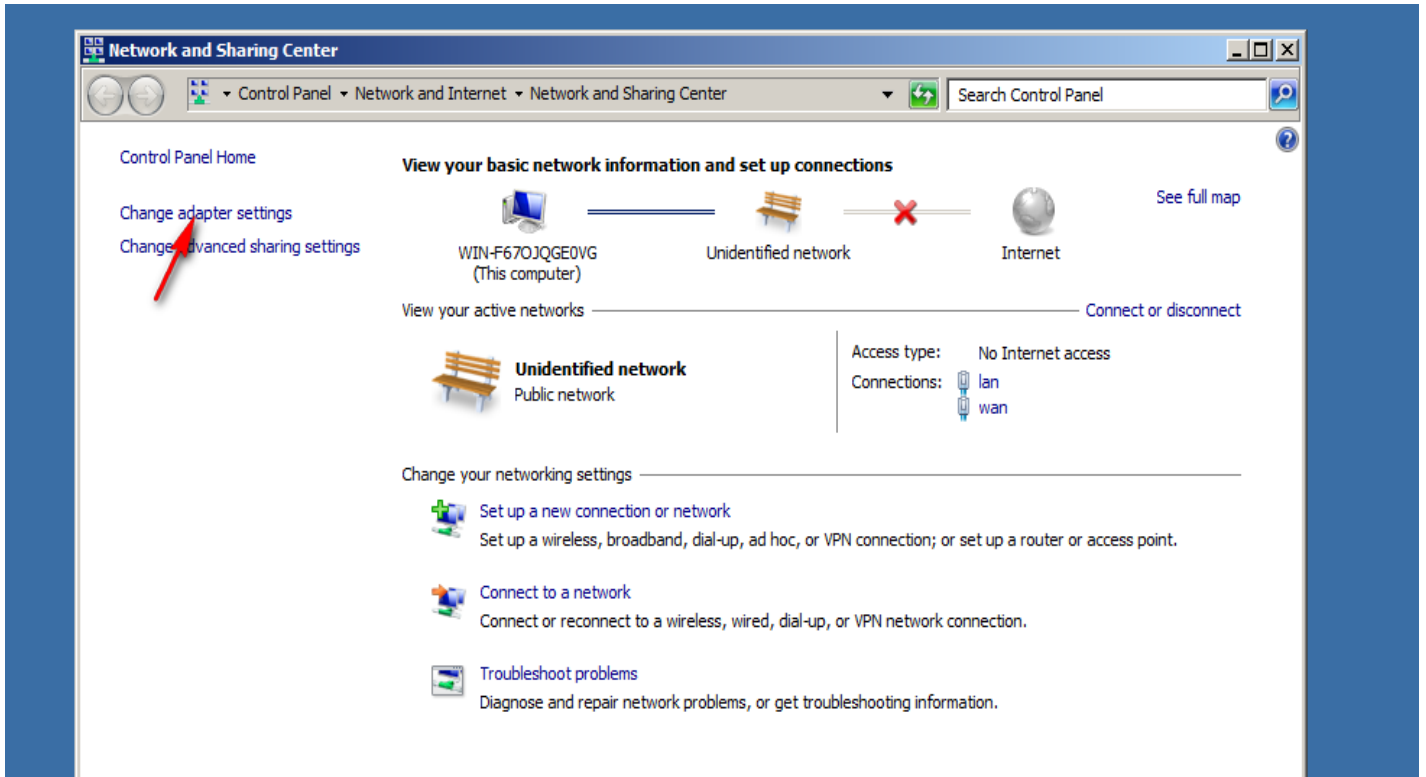 Network and Sharing Center
Control Panel Network and Internet Network and Sharing Center Search Control Panel
Control Panel Home
Change adapter settings
Change advanced sharing settings
View your basic network information and set up connections
See full map
WIN-F67OJQGE0VG
(This computer)
Unidentified network
Internet
View your active networks
Connect or disconnect
Unidentified network
Public network
Access type: No Internet access
Connections: lan
wan
Change your networking settings
Set up a new connection or network
Set up a wireless, broadband, dial-up, ad hoc, or VPN connection; or set up a router or access point.
Connect to a network
Connect or reconnect to a wireless, wired, dial-up, or VPN network connection.
Troubleshoot problems
Diagnose and repair network problems, or get troubleshooting information.